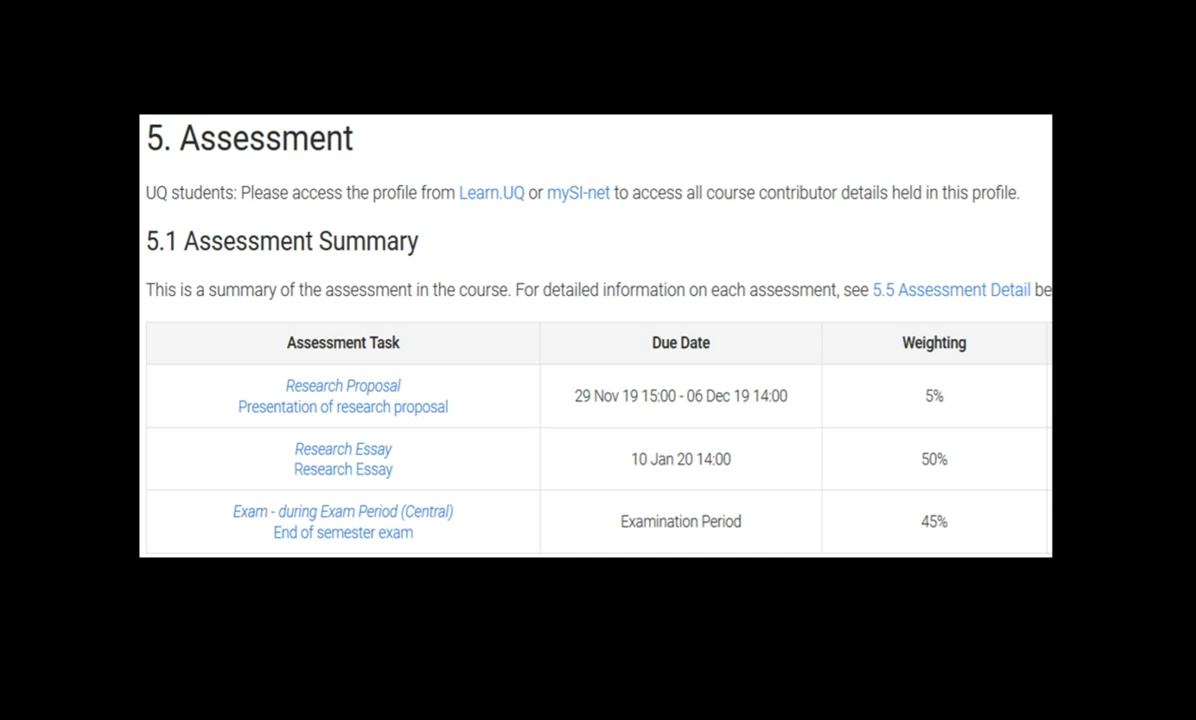 5. Assessment
UQ students: Please access the profile from Learn.UQ or mySI-net to access all course contributor details held in this profile.
5.1 Assessment Summary
This is a summary of the assessment in the course. For detailed information on each assessment, see 5.5 Assessment Detail be
Assessment Task Due Date Weighting
Research Proposal
Presentation of research proposal
29 Nov 19 15:00 - 06 Dec 19 14:00 5%
Research Essay
Research Essay
10 Jan 20 14:00 50%
Exam - during Exam Period (Central)
End of semester exam
Examination Period 45%